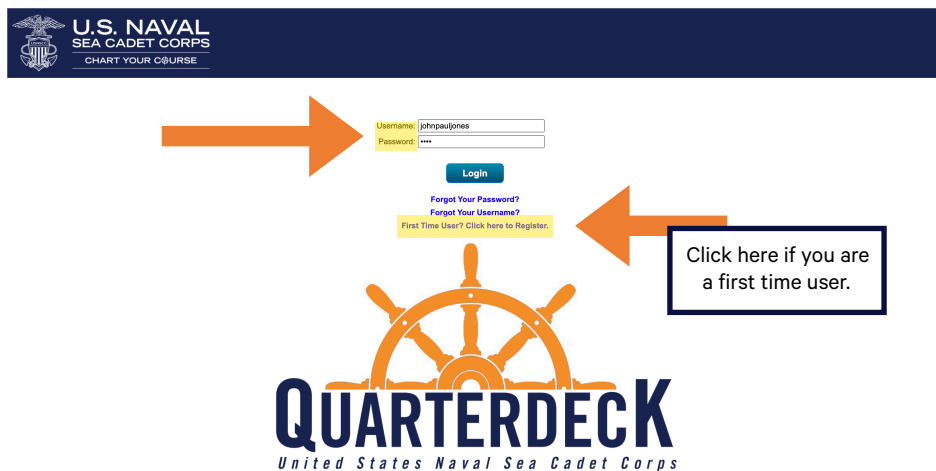 U.S. NAVAL
SEA CADET CORPS
CHART YOUR COURSE
Username: johnpauljones
Password: ••••
Login
Forgot Your Password?
Forgot Your Username?
First Time User? Click here to Register.
Click here if you are
a first time user.
QUARTERDECK
United States Naval Sea Cadet Corps